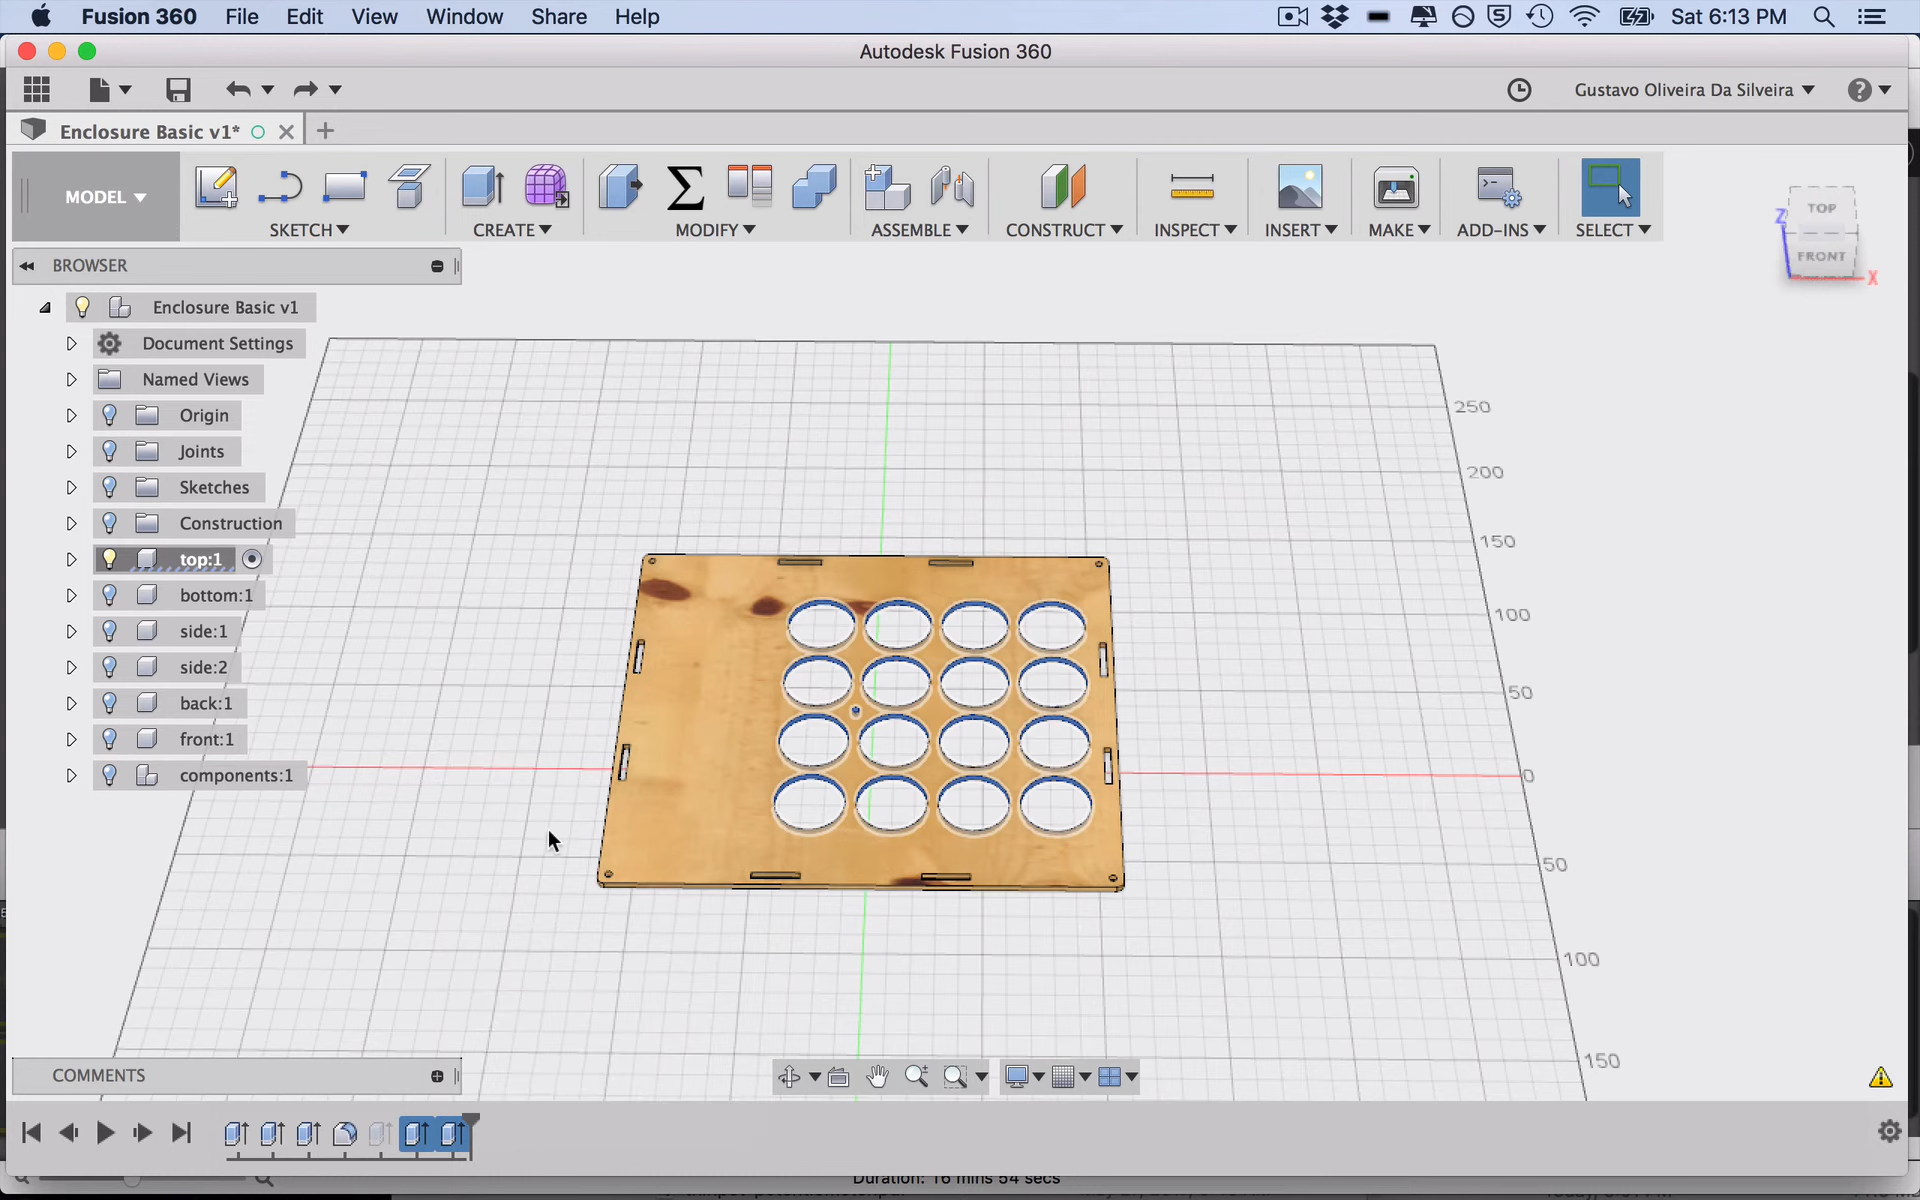 Fusion 360 File Edit View Window Share Help Sat 6:13 PM
Autodesk Fusion 360
Gustavo Oliveira Da Silveira
Enclosure Basic v1*
MODEL SKETCH CREATE MODIFY ASSEMBLE CONSTRUCT INSPECT INSERT MAKE ADD-INS SELECT
TOP
FRONT
Z
X
BROWSER
Enclosure Basic v1
Document Settings
Named Views
Origin
Joints
Sketches
Construction
top:1
bottom:1
side:1
side:2
back:1
front:1
components:1
250
200
150
100
50
0
50
100
150
COMMENTS
Duration: 16 mins 54 secs